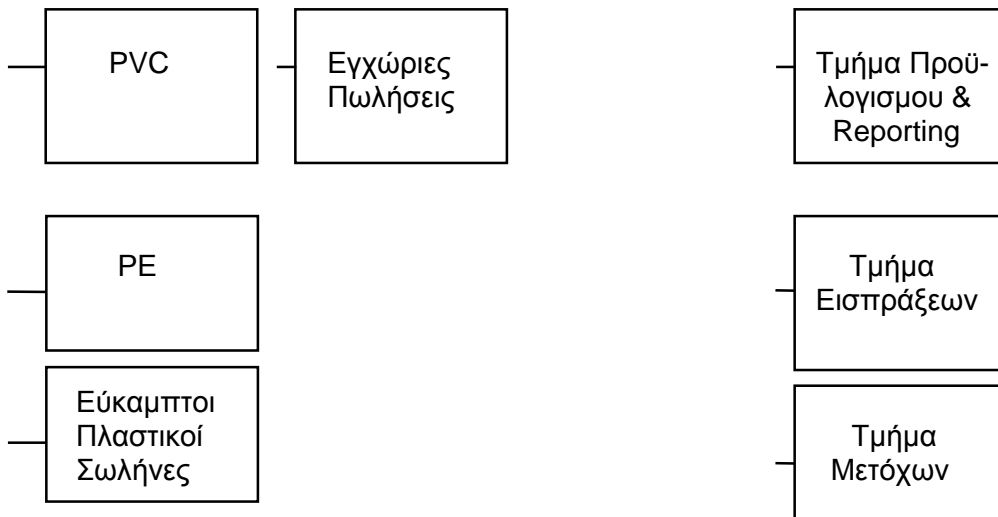 PVC
Εγχώριες
Πωλήσεις
Τμήμα Προϋ-
λογισμου &
Reporting
PE
Τμήμα
Εισπράξεων
Εύκαμπτοι
Πλαστικοί
Σωλήνες
Τμήμα
Μετόχων